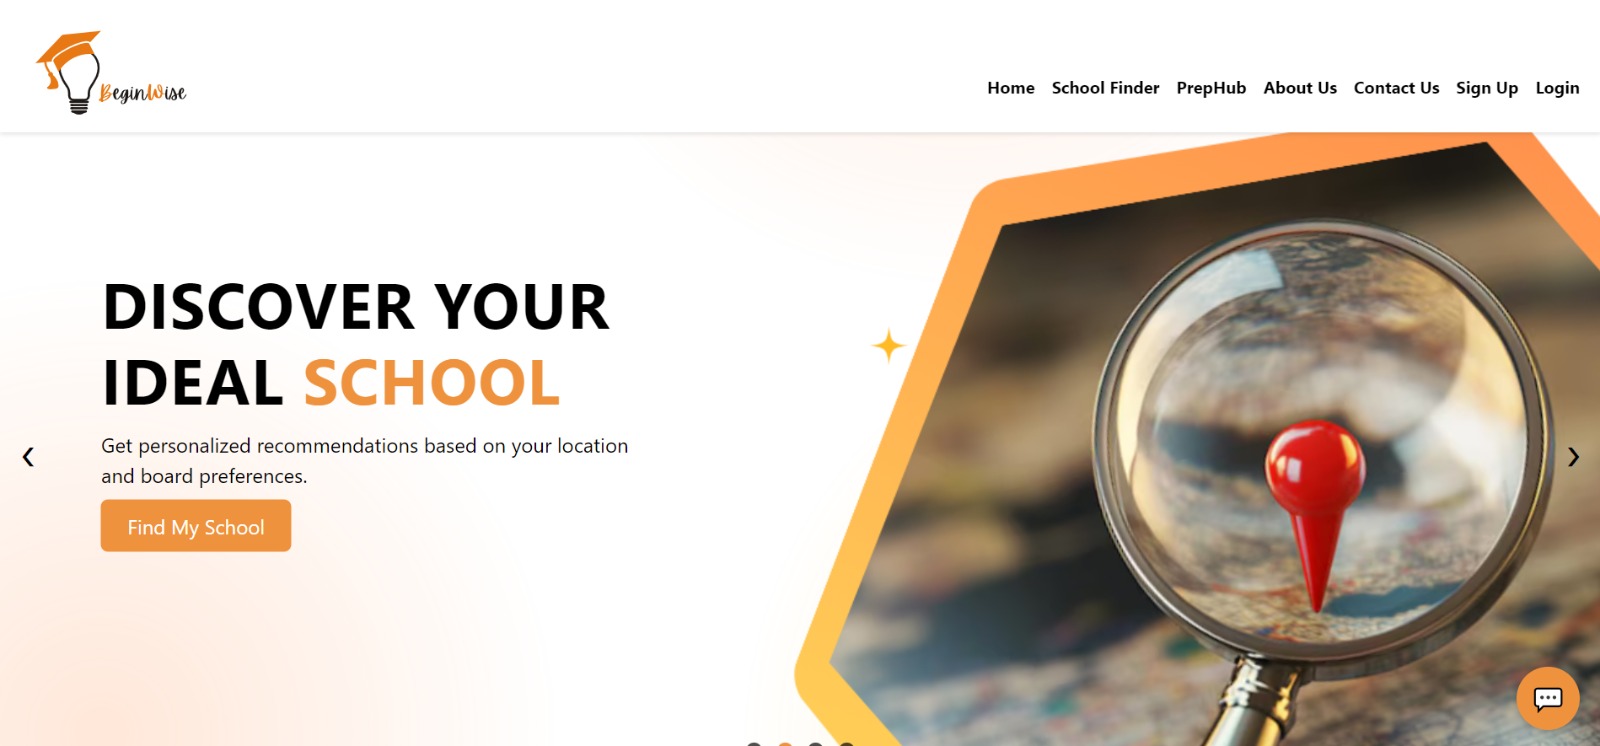 BeginWise
Home School Finder PrepHub About Us Contact Us Sign Up Login
DISCOVER YOUR
IDEAL SCHOOL
Get personalized recommendations based on your location
and board preferences.
Find My School